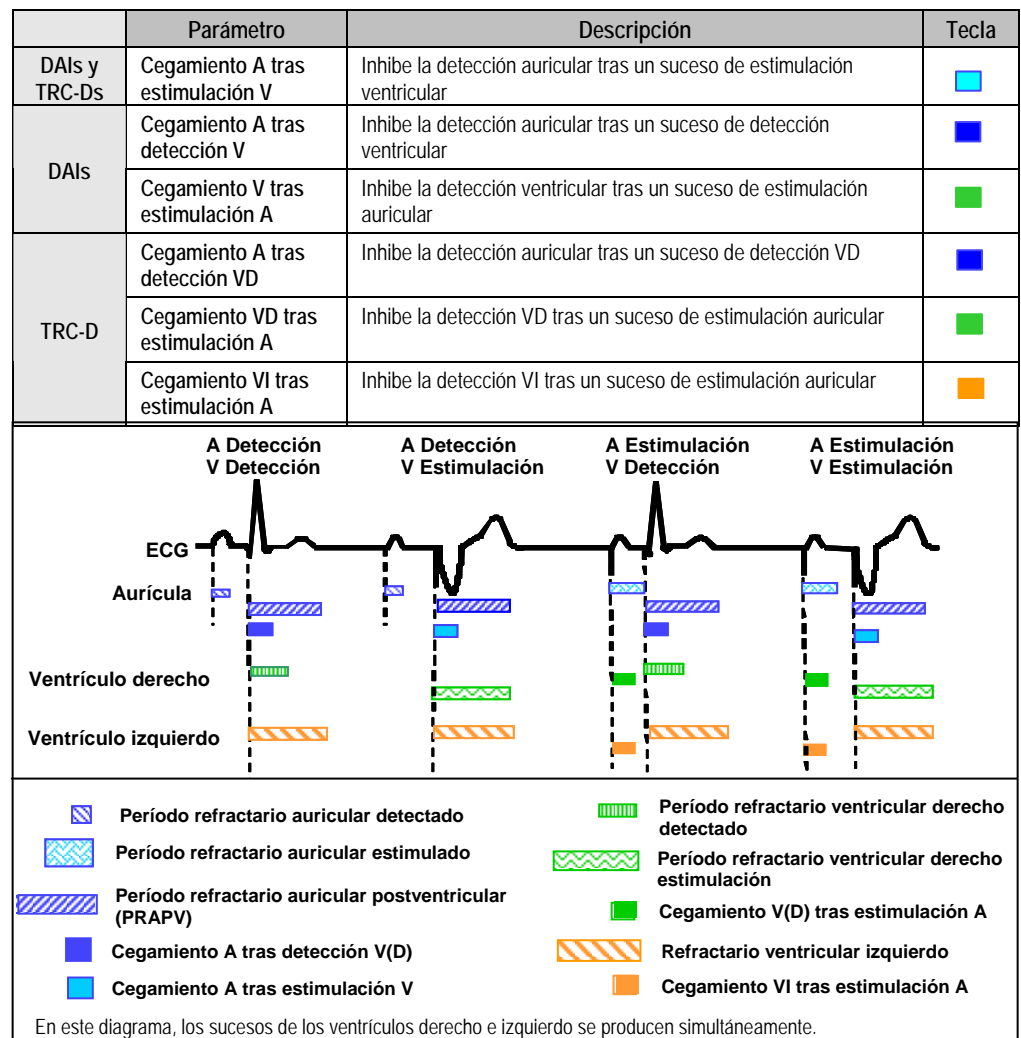 Parámetro Descripción Tecla
DAIs y TRC-Ds
Cegamiento A tras estimulación V
Inhibe la detección auricular tras un suceso de estimulación
ventricular
DAIs
Cegamiento A tras detección V
Inhibe la detección auricular tras un suceso de detección
ventricular
Cegamiento V tras estimulación A
Inhibe la detección ventricular tras un suceso de estimulación
auricular
TRC-D
Cegamiento A tras detección VD
Inhibe la detección auricular tras un suceso de detección VD
Cegamiento VD tras estimulación A
Inhibe la detección VD tras un suceso de estimulación auricular
Cegamiento VI tras estimulación A
Inhibe la detección VI tras un suceso de estimulación auricular
A Detección A Detección A Estimulación A Estimulación
V Detección V Estimulación V Detección V Estimulación
ECG
Aurícula
Ventrículo derecho
Ventrículo izquierdo
Período refractario auricular detectado
Período refractario auricular estimulado
Período refractario auricular postventricular
(PRAPV)
Cegamiento A tras detección V(D)
Cegamiento A tras estimulación V
Período refractario ventricular derecho
detectado
Período refractario ventricular derecho
estimulación
Cegamiento V(D) tras estimulación A
Refractario ventricular izquierdo
Cegamiento VI tras estimulación A
En este diagrama, los sucesos de los ventrículos derecho e izquierdo se producen simultáneamente.